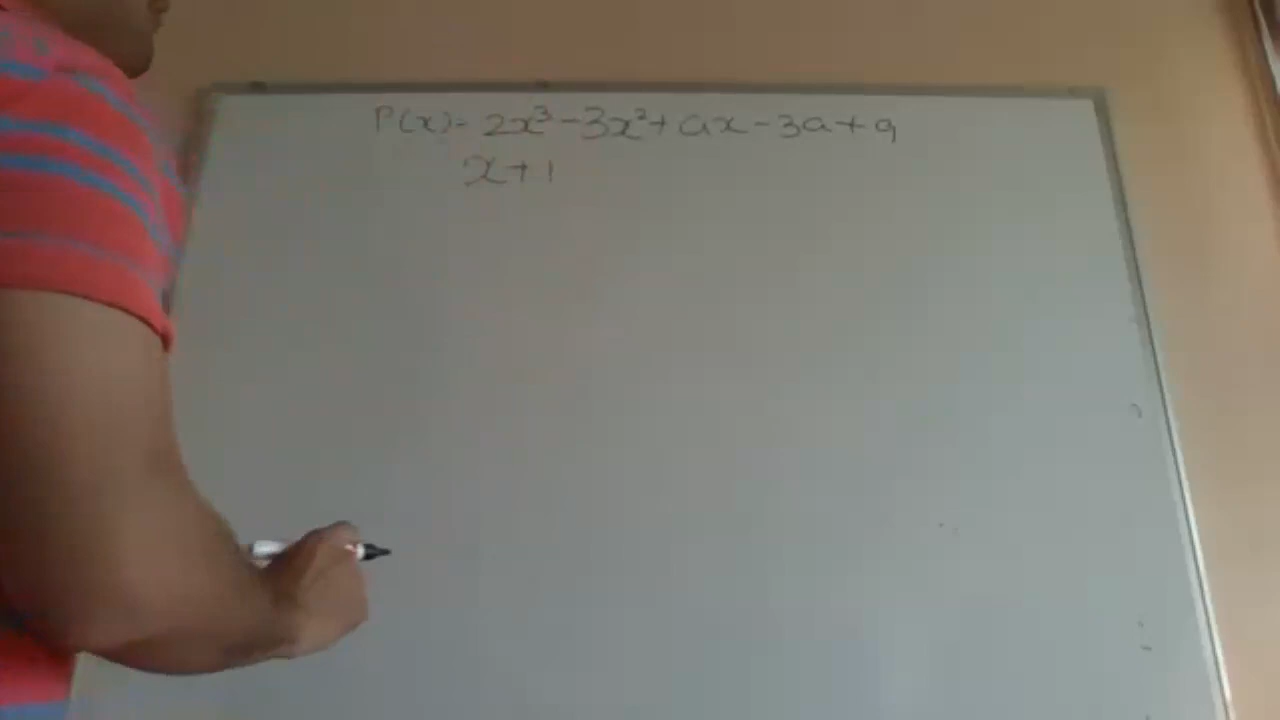 P(x) = 2x³ - 3x² + ax - 3a + 9
x + 1